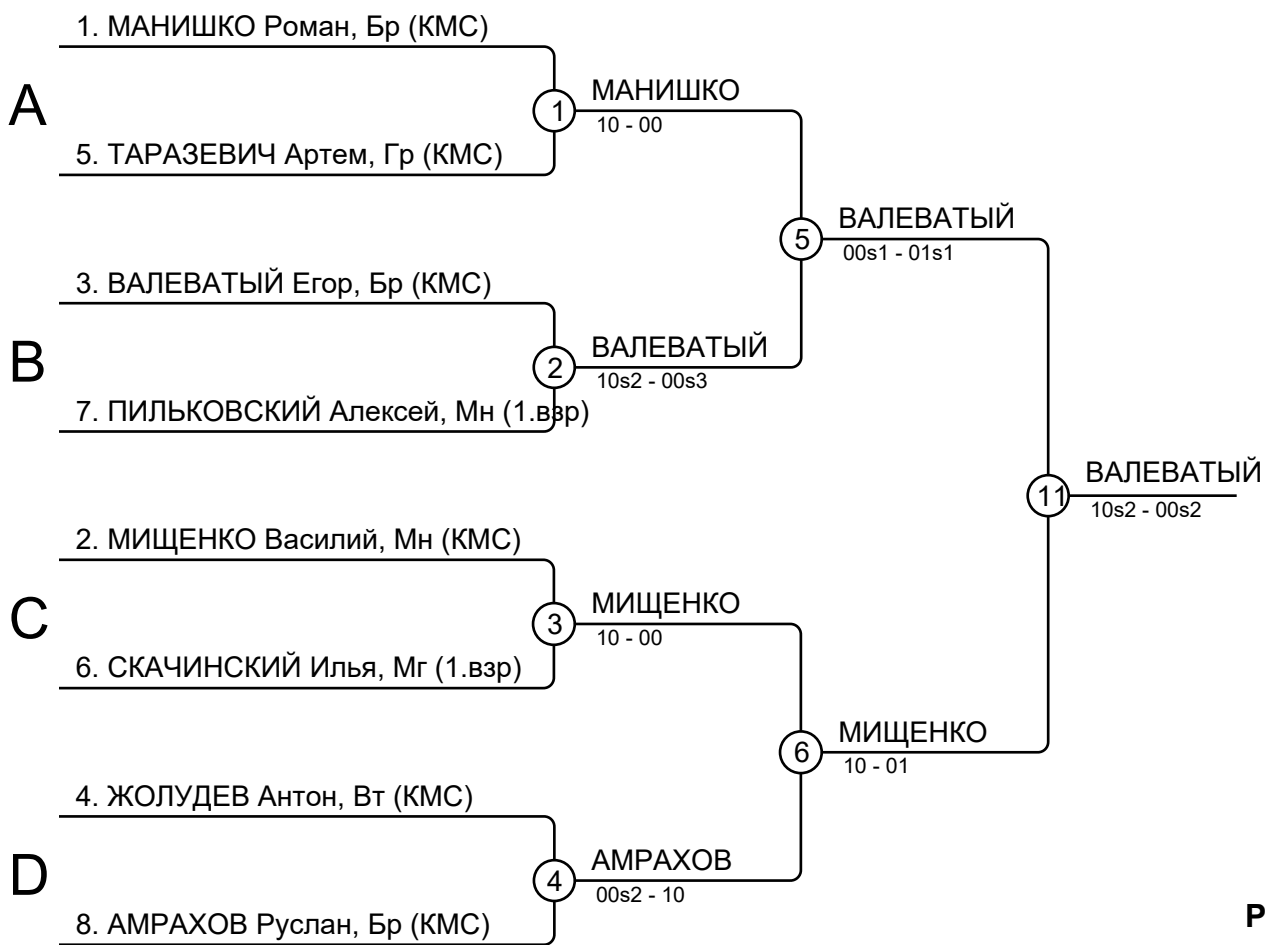 1. МАНИШКО Роман, Бр (КМС)
A
1
МАНИШКО
10 - 00
5. ТАРАЗЕВИЧ Артем, Гр (КМС)
5
ВАЛЕВАТЫЙ
00s1 - 01s1
3. ВАЛЕВАТЫЙ Егор, Бр (КМС)
B
2
ВАЛЕВАТЫЙ
10s2 - 00s3
7. ПИЛЬКОВСКИЙ Алексей, Мн (1.взр)
11
ВАЛЕВАТЫЙ
10s2 - 00s2
2. МИЩЕНКО Василий, Мн (КМС)
C
3
МИЩЕНКО
10 - 00
6. СКАЧИНСКИЙ Илья, Мг (1.взр)
6
МИЩЕНКО
10 - 01
4. ЖОЛУДЕВ Антон, Вт (КМС)
D
4
АМРАХОВ
00s2 - 10
8. АМРАХОВ Руслан, Бр (КМС)
Р